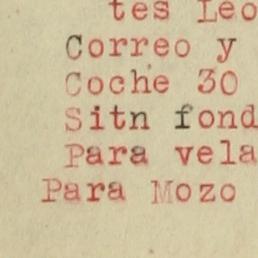 tes Leo
Correo y
Coche 30
Sitn fond
Para vela
Para Mozo